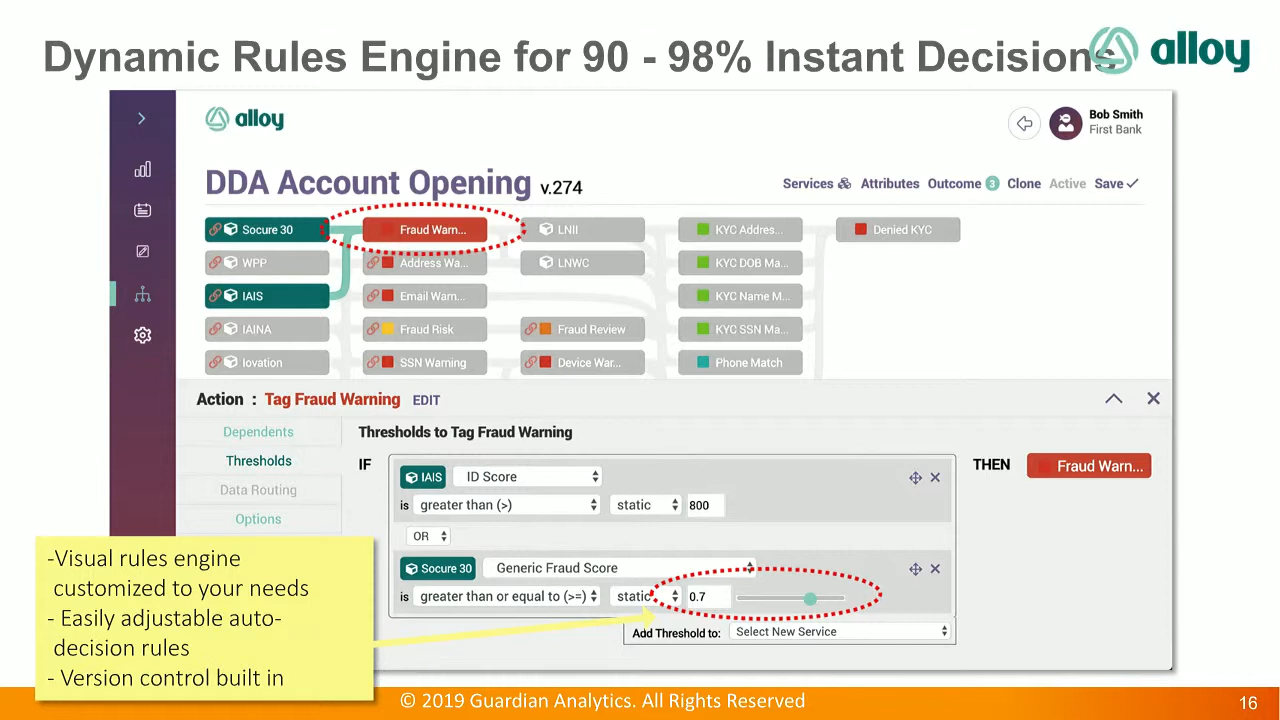 Dynamic Rules Engine for 90 - 98% Instant Decisions
alloy
alloy
Bob Smith
First Bank
DDA Account Opening v.274
Services Attributes Outcome 3 Clone Active Save
Socure 30 Fraud Warn... LNII KYC Addres... Denied KYC
WPP Address Wa... LNWC KYC DOB Ma...
IAIS Email Warn... KYC Name M...
IAINA Fraud Risk Fraud Review KYC SSN Ma...
Iovation SSN Warning Device War... Phone Match
Action : Tag Fraud Warning EDIT
Dependents
Thresholds
Data Routing
Options
Thresholds to Tag Fraud Warning
IF
IAIS ID Score
is greater than (>) static 800
OR
Socure 30 Generic Fraud Score
is greater than or equal to (>=) static 0.7
Add Threshold to: Select New Service
THEN Fraud Warn...
-Visual rules engine
customized to your needs
- Easily adjustable auto-
decision rules
- Version control built in
© 2019 Guardian Analytics. All Rights Reserved
16